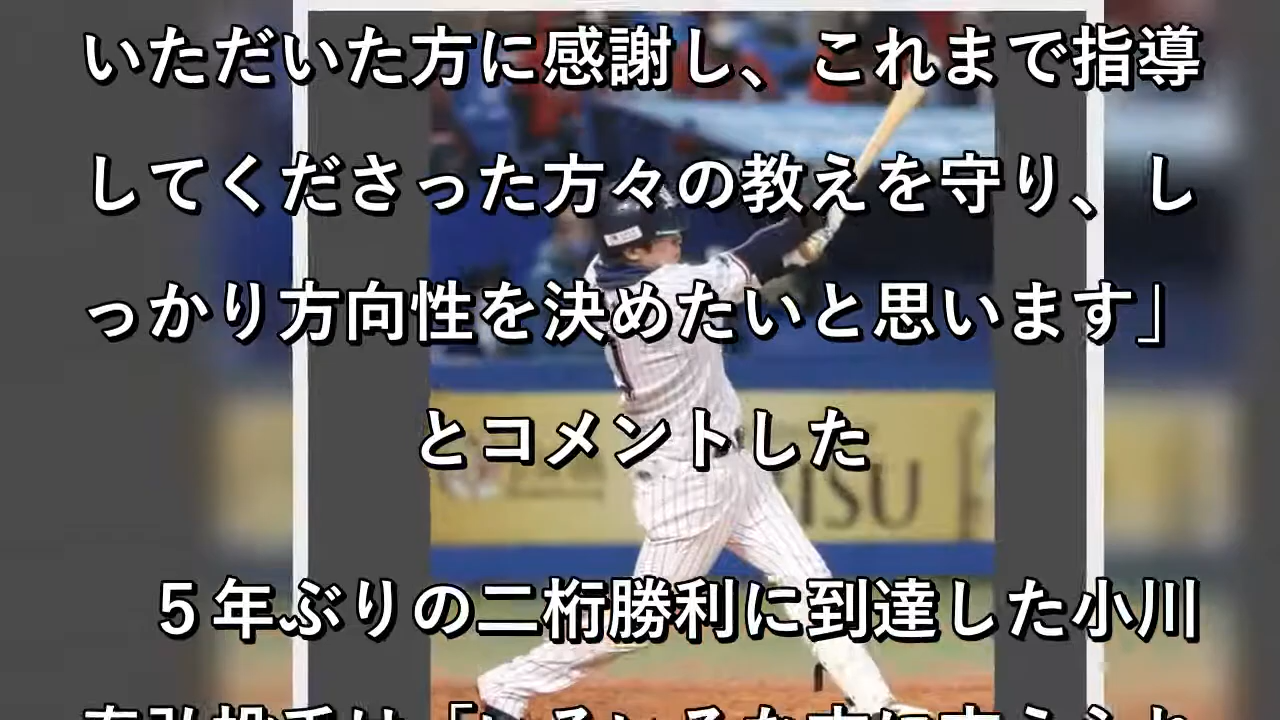 いただいた方に感謝し、これまで指導
してくださった方々の教えを守り、し
っかり方向性を決めたいと思います」
とコメントした
５年ぶりの二桁勝利に到達した小川